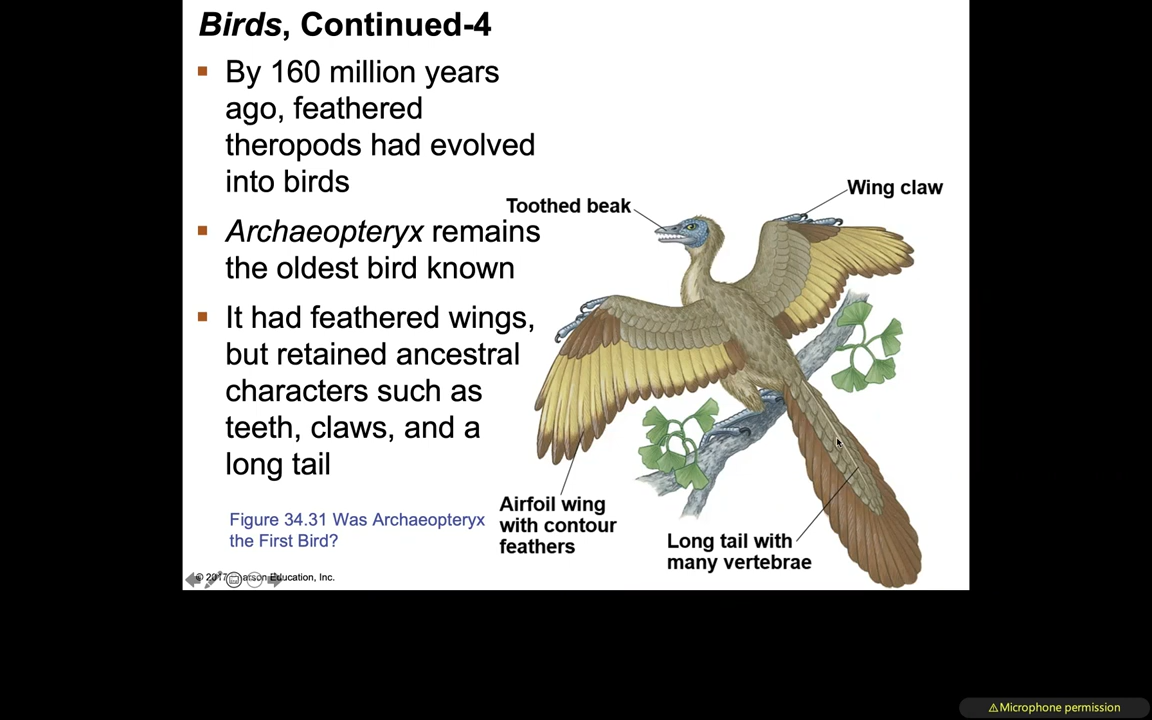 Birds, Continued-4
▪ By 160 million years
ago, feathered
theropods had evolved
into birds
▪ Archaeopteryx remains
the oldest bird known
▪ It had feathered wings,
but retained ancestral
characters such as
teeth, claws, and a
long tail
Figure 34.31 Was Archaeopteryx
the First Bird?
Toothed beak
Wing claw
Airfoil wing
with contour
feathers
Long tail with
many vertebrae
Education, Inc.
⚠Microphone permission